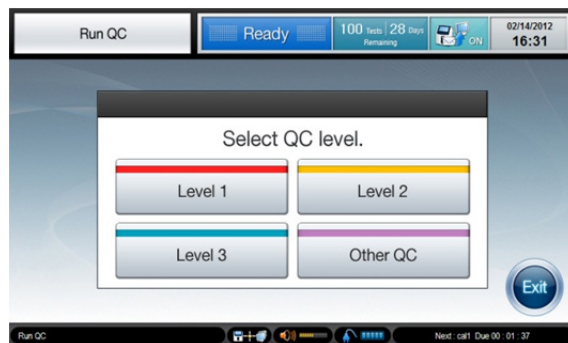 Run QC
Ready
100 Tests 28 Days
Remaining
ON
02/14/2012
16:31
Select QC level.
Level 1
Level 2
Level 3
Other QC
Exit
Run QC
Next : cal1 Due 00 : 01 : 37